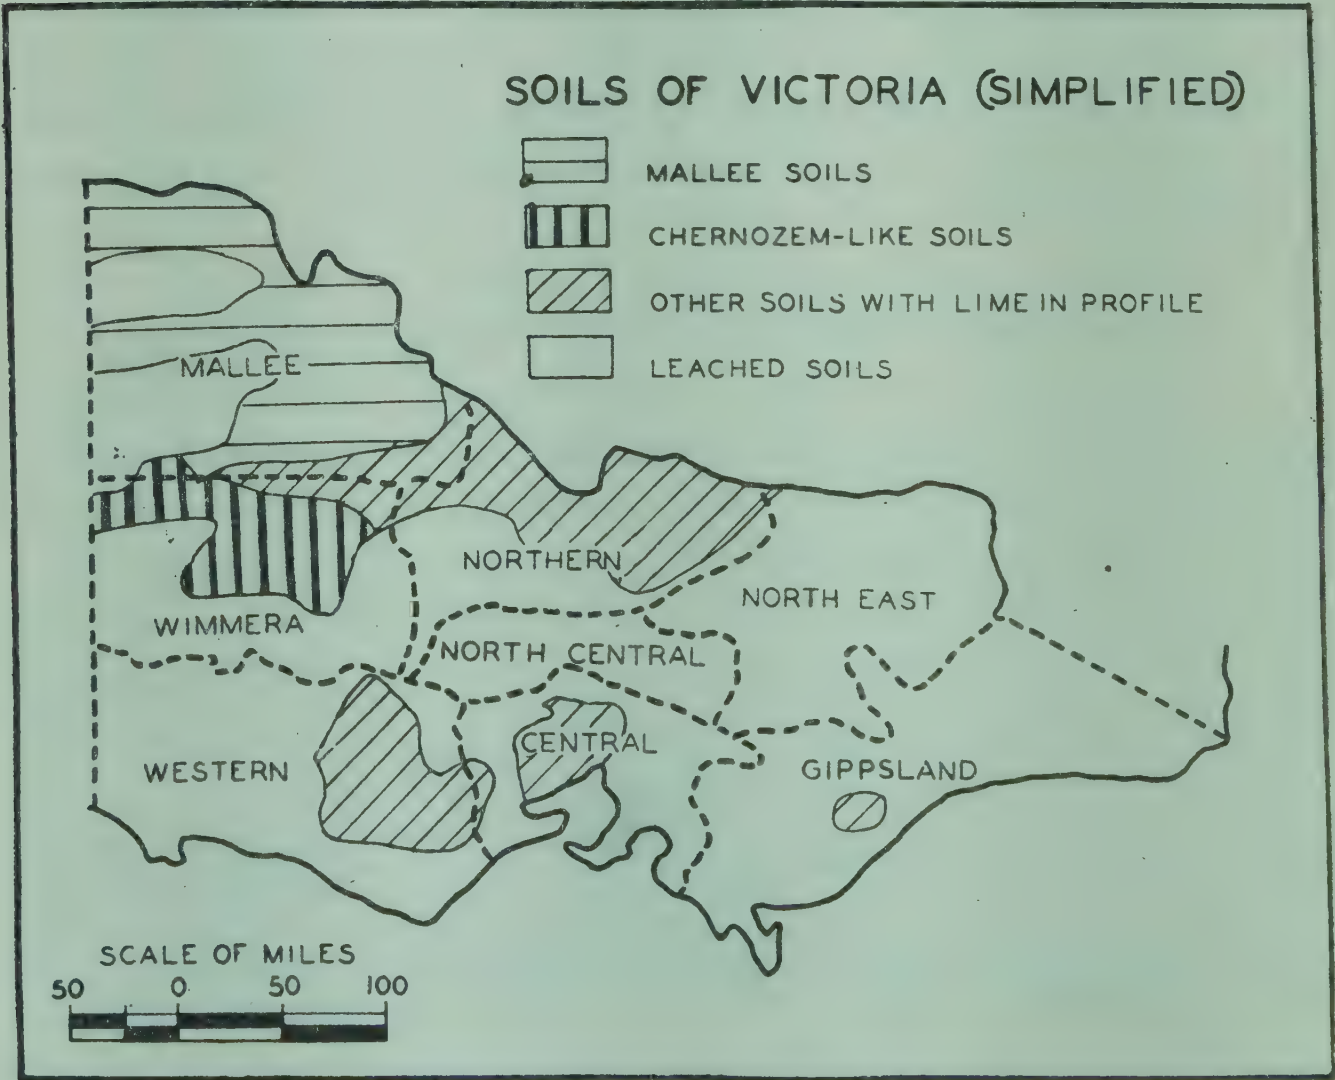 SOILS OF VICTORIA (SIMPLIFIED)
MALLEE SOILS
CHERNOZEM-LIKE SOILS
OTHER SOILS WITH LIME IN PROFILE
LEACHED SOILS
MALLEE
NORTHERN
NORTH EAST
WIMMERA
NORTH CENTRAL
CENTRAL
WESTERN
GIPPSLAND
SCALE OF MILES
50 0 50 100